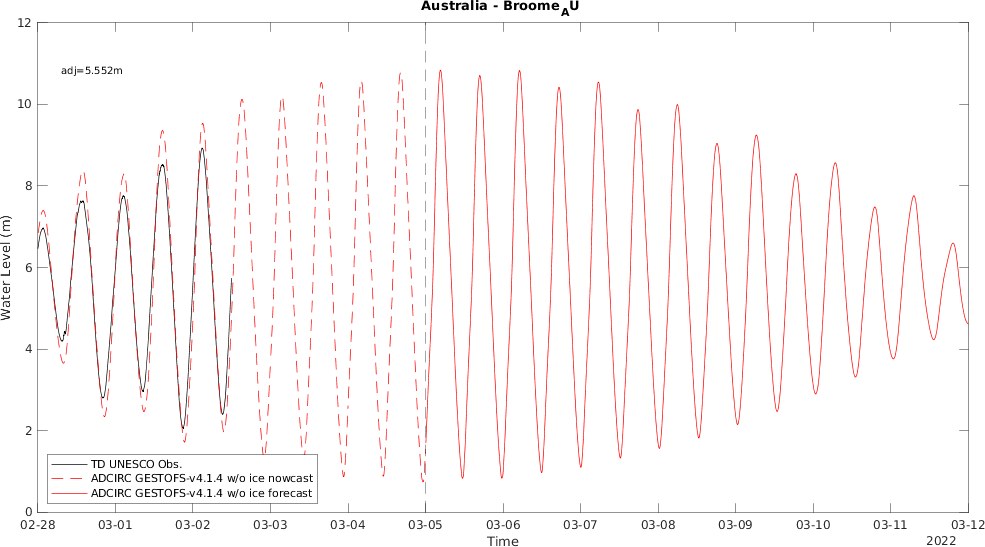 Australia - Broome_AU
12
adj=5.552m
10
8
6
4
2
0
Water Level (m)
TD UNESCO Obs.
ADCIRC GESTOFS-v4.1.4 w/o ice nowcast
ADCIRC GESTOFS-v4.1.4 w/o ice forecast
02-28 03-01 03-02 03-03 03-04 03-05 03-06 03-07 03-08 03-09 03-10 03-11 03-12
Time
2022